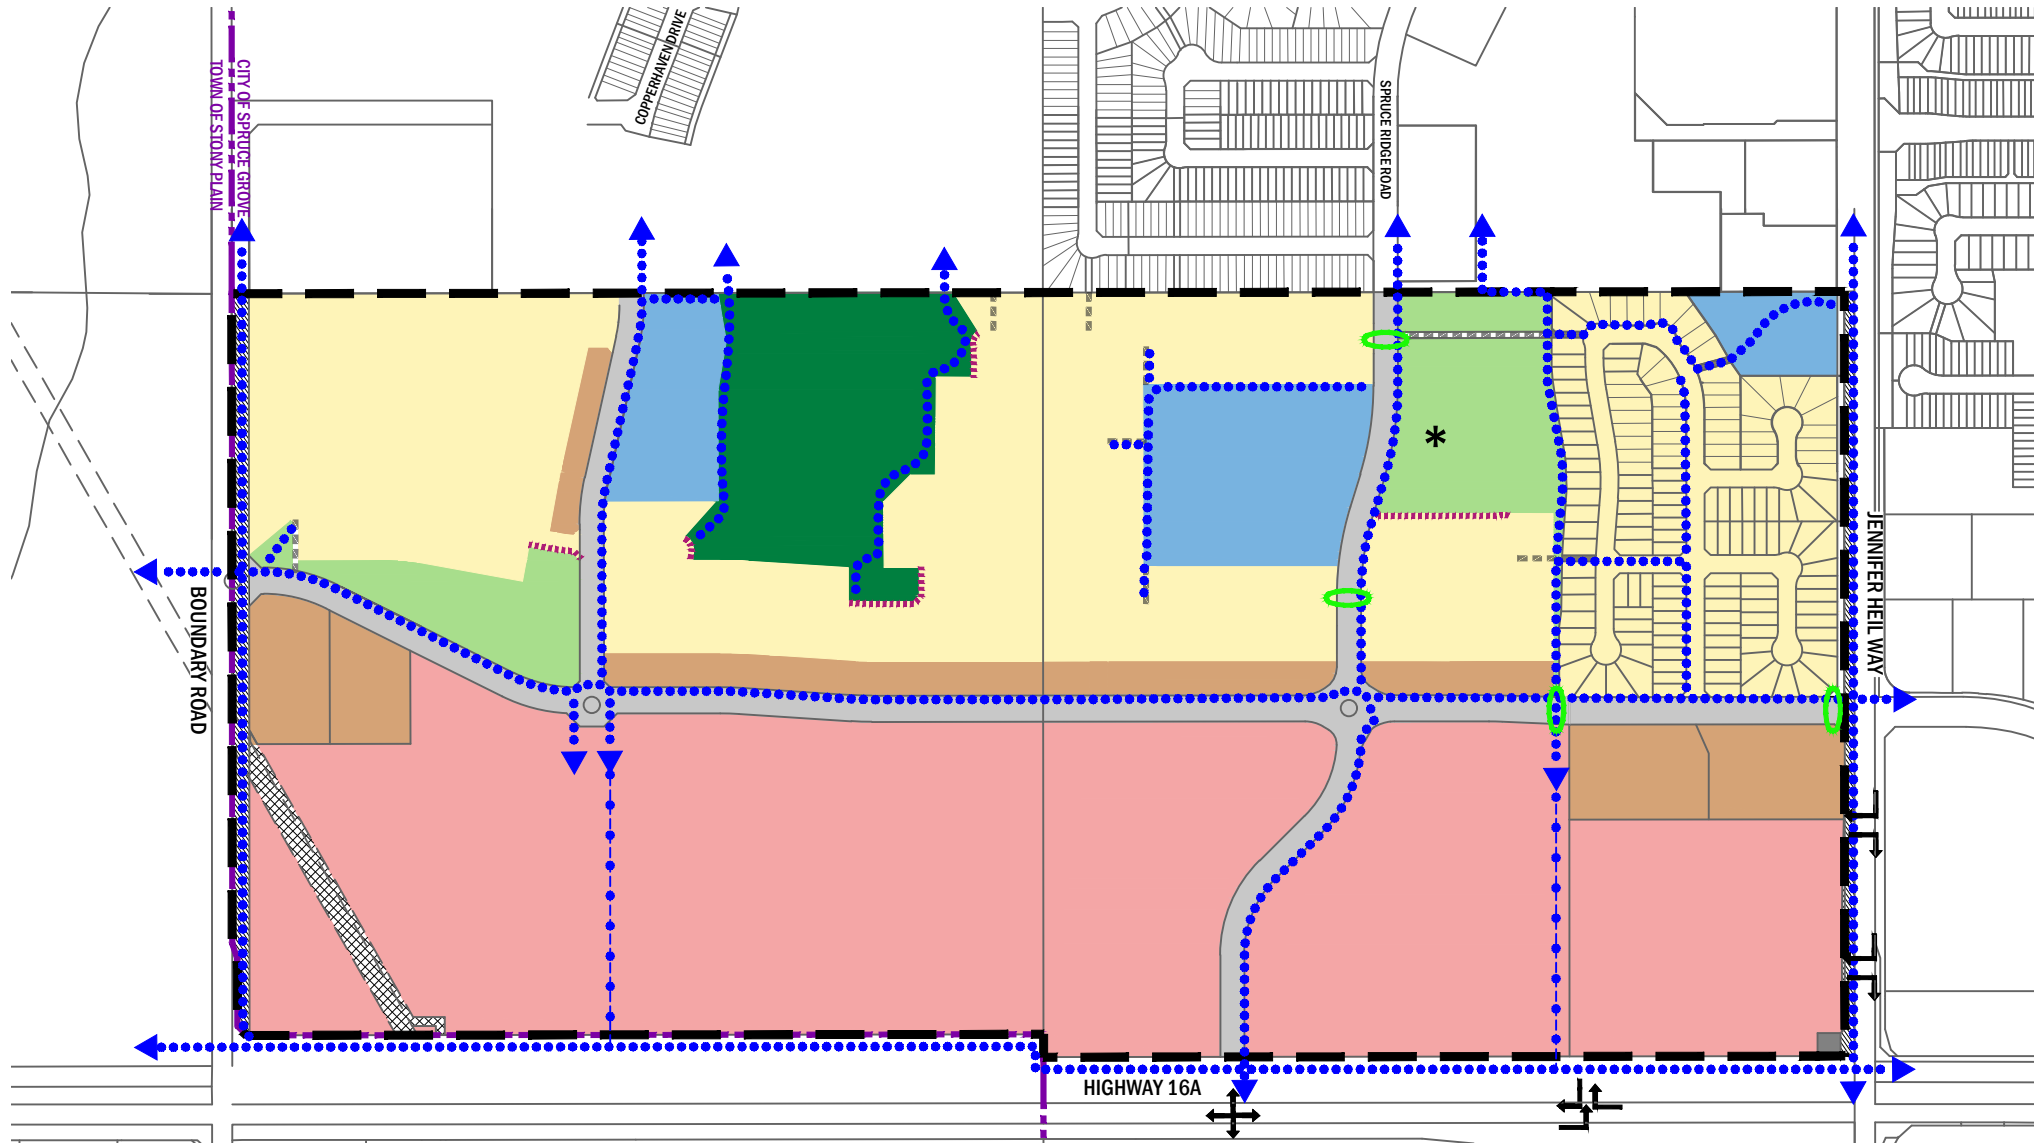 COPPERHAVEN DRIVE
CITY OF SPRUCE GROVE
TOWN OF STONY PLAIN
SPRUCE RIDGE ROAD
*
JENNIFER HEIL WAY
BOUNDARY ROAD
HIGHWAY 16A